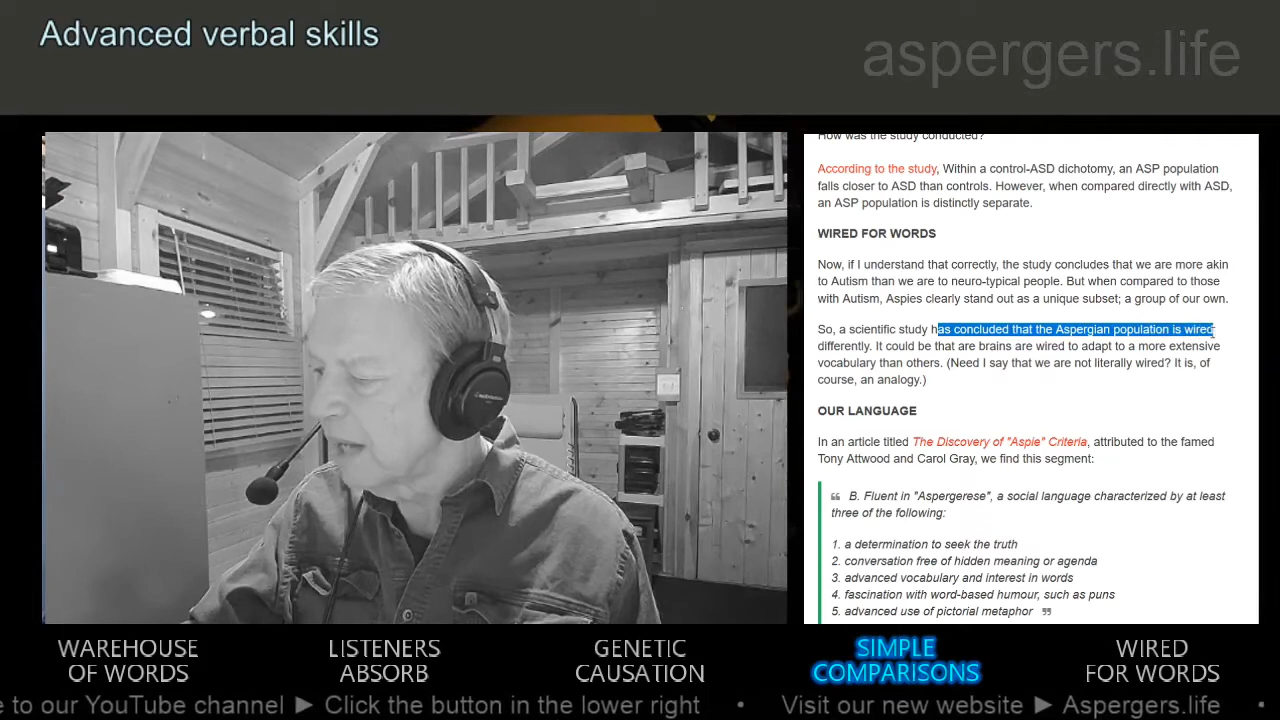 Advanced verbal skills
aspergers.life
How was the study conducted?
According to the study, Within a control-ASD dichotomy, an ASP population
falls closer to ASD than controls. However, when compared directly with ASD,
an ASP population is distinctly separate.
WIRED FOR WORDS
Now, if I understand that correctly, the study concludes that we are more akin
to Autism than we are to neuro-typical people. But when compared to those
with Autism, Aspies clearly stand out as a unique subset; a group of our own.
So, a scientific study has concluded that the Aspergian population is wired
differently. It could be that are brains are wired to adapt to a more extensive
vocabulary than others. (Need I say that we are not literally wired? It is, of
course, an analogy.)
OUR LANGUAGE
In an article titled The Discovery of "Aspie" Criteria, attributed to the famed
Tony Attwood and Carol Gray, we find this segment:
❝ B. Fluent in "Aspergerese", a social language characterized by at least
three of the following:
1. a determination to seek the truth
2. conversation free of hidden meaning or agenda
3. advanced vocabulary and interest in words
4. fascination with word-based humour, such as puns
5. advanced use of pictorial metaphor ❞
WAREHOUSE
OF WORDS
LISTENERS
ABSORB
GENETIC
CAUSATION
SIMPLE
COMPARISONS
WIRED
FOR WORDS
e to our YouTube channel ► Click the button in the lower right • Visit our new website ► Aspergers.life •